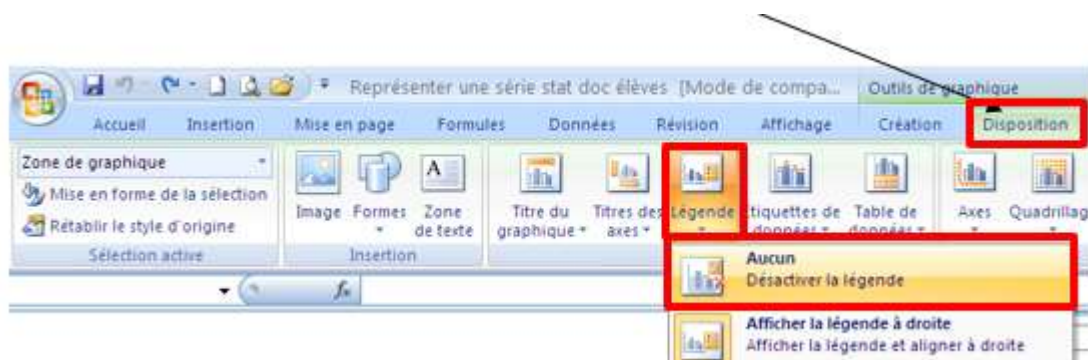 Représenter une série stat doc élèves [Mode de compa... Outils de graphique
Accueil Insertion Mise en page Formules Données Révision Affichage Création Disposition
Zone de graphique
Mise en forme de la sélection
Rétablir le style d'origine
Sélection active
Image Formes Zone de texte
Insertion
Titre du graphique Titres des axes Légende Etiquettes de données Table de données
Axes Quadrillag
fx
Aucun
Désactiver la légende
Afficher la légende à droite
Afficher la légende et aligner à droite